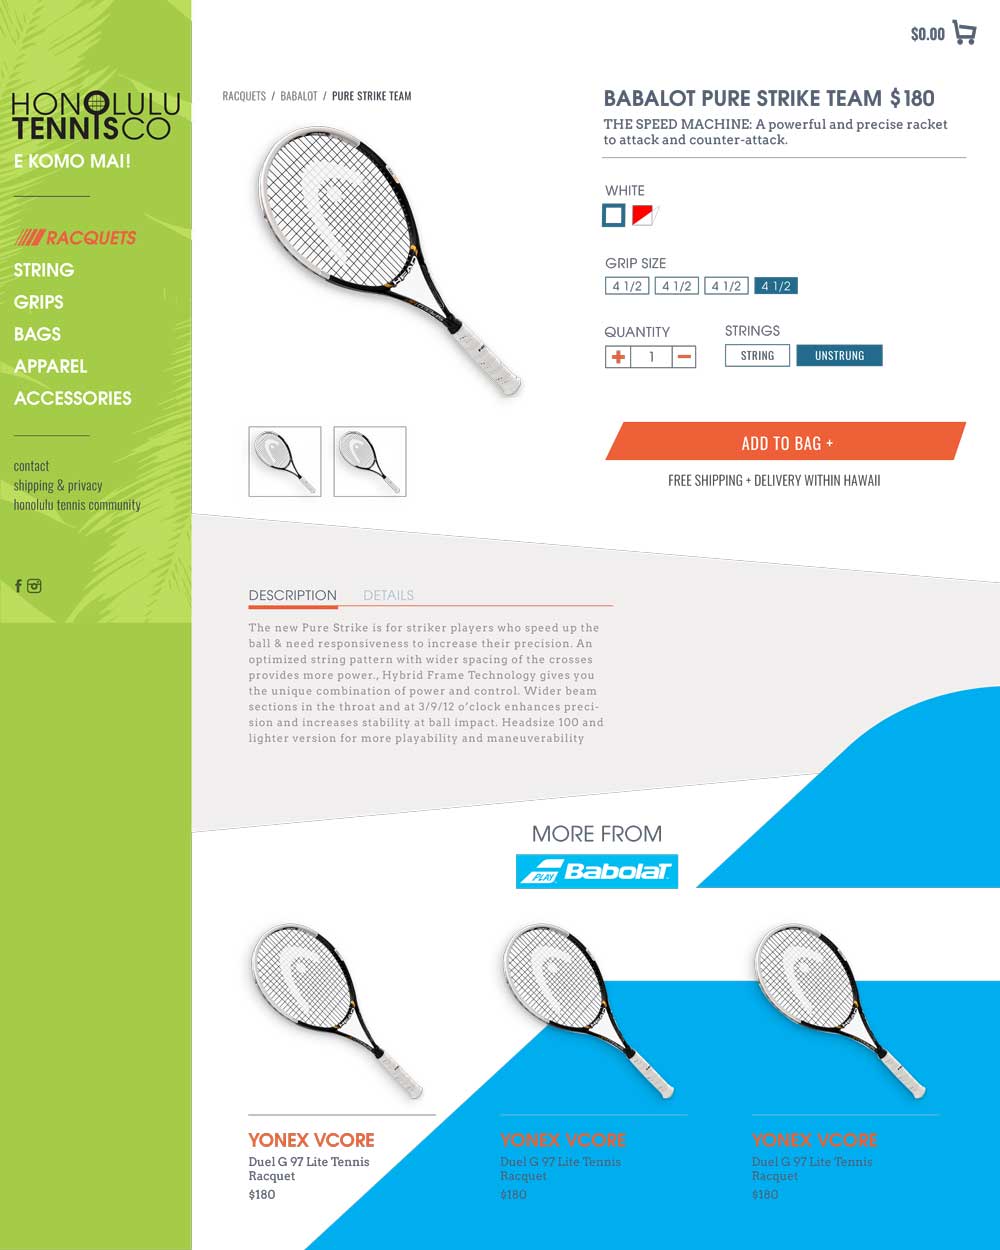 $0.00
HONOLULU
TENNISCO
E KOMO MAI!
RACQUETS
STRING
GRIPS
BAGS
APPAREL
ACCESSORIES
contact
shipping & privacy
honolulu tennis community
f
RACQUETS / BABALOT / PURE STRIKE TEAM
HEAD
BABALOT PURE STRIKE TEAM $180
THE SPEED MACHINE: A powerful and precise racket
to attack and counter-attack.
WHITE
GRIP SIZE
4 1/2 4 1/2 4 1/2 4 1/2
QUANTITY
1
STRINGS
STRING UNSTRUNG
ADD TO BAG +
FREE SHIPPING + DELIVERY WITHIN HAWAII
DESCRIPTION DETAILS
The new Pure Strike is for striker players who speed up the
ball & need responsiveness to increase their precision. An
optimized string pattern with wider spacing of the crosses
provides more power., Hybrid Frame Technology gives you
the unique combination of power and control. Wider beam
sections in the throat and at 3/9/12 o’clock enhances preci-
sion and increases stability at ball impact. Headsize 100 and
lighter version for more playability and maneuverability
MORE FROM
PLAY BabolaT
HEAD
HEAD
HEAD
YONEX VCORE
Duel G 97 Lite Tennis
Racquet
$180
YONEX VCORE
Duel G 97 Lite Tennis
Racquet
$180
YONEX VCORE
Duel G 97 Lite Tennis
Racquet
$180